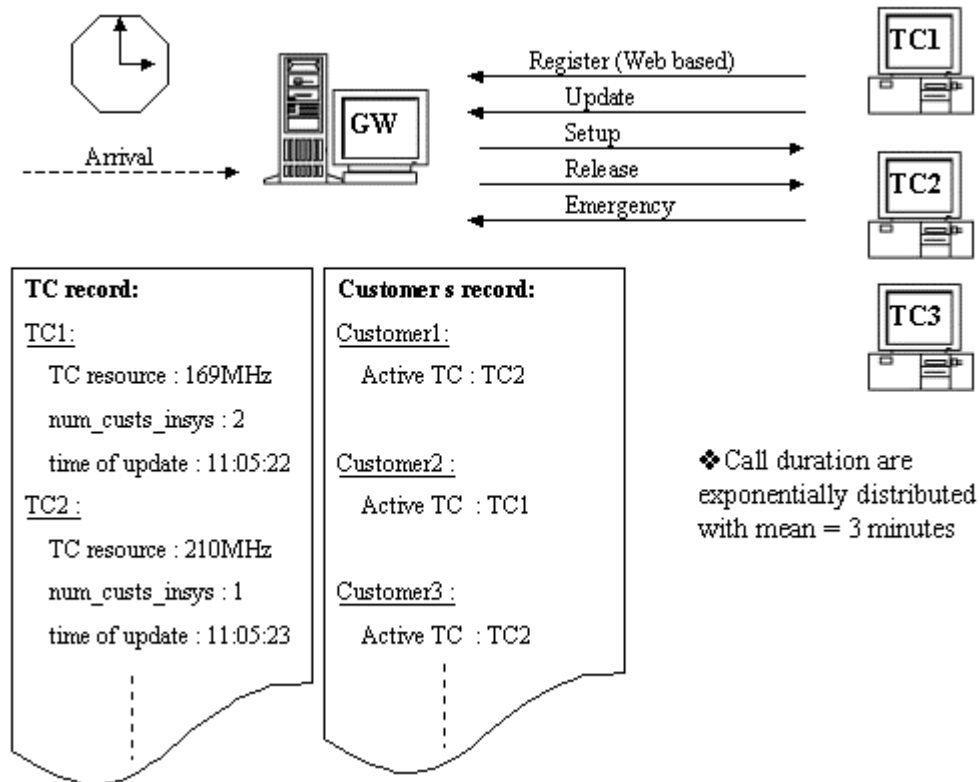 TC1
Register (Web based)
Update
GW
Setup
Arrival
Release
TC2
Emergency
TC record:
TC1:
TC resource : 169MHz
num_custs_insys : 2
time of update : 11:05:22
TC2 :
TC resource : 210MHz
num_custs_insys : 1
time of update : 11:05:23
Customer s record:
Customer1:
Active TC : TC2
Customer2 :
Active TC : TC1
Customer3 :
Active TC : TC2
TC3
❖ Call duration are
exponentially distributed
with mean = 3 minutes